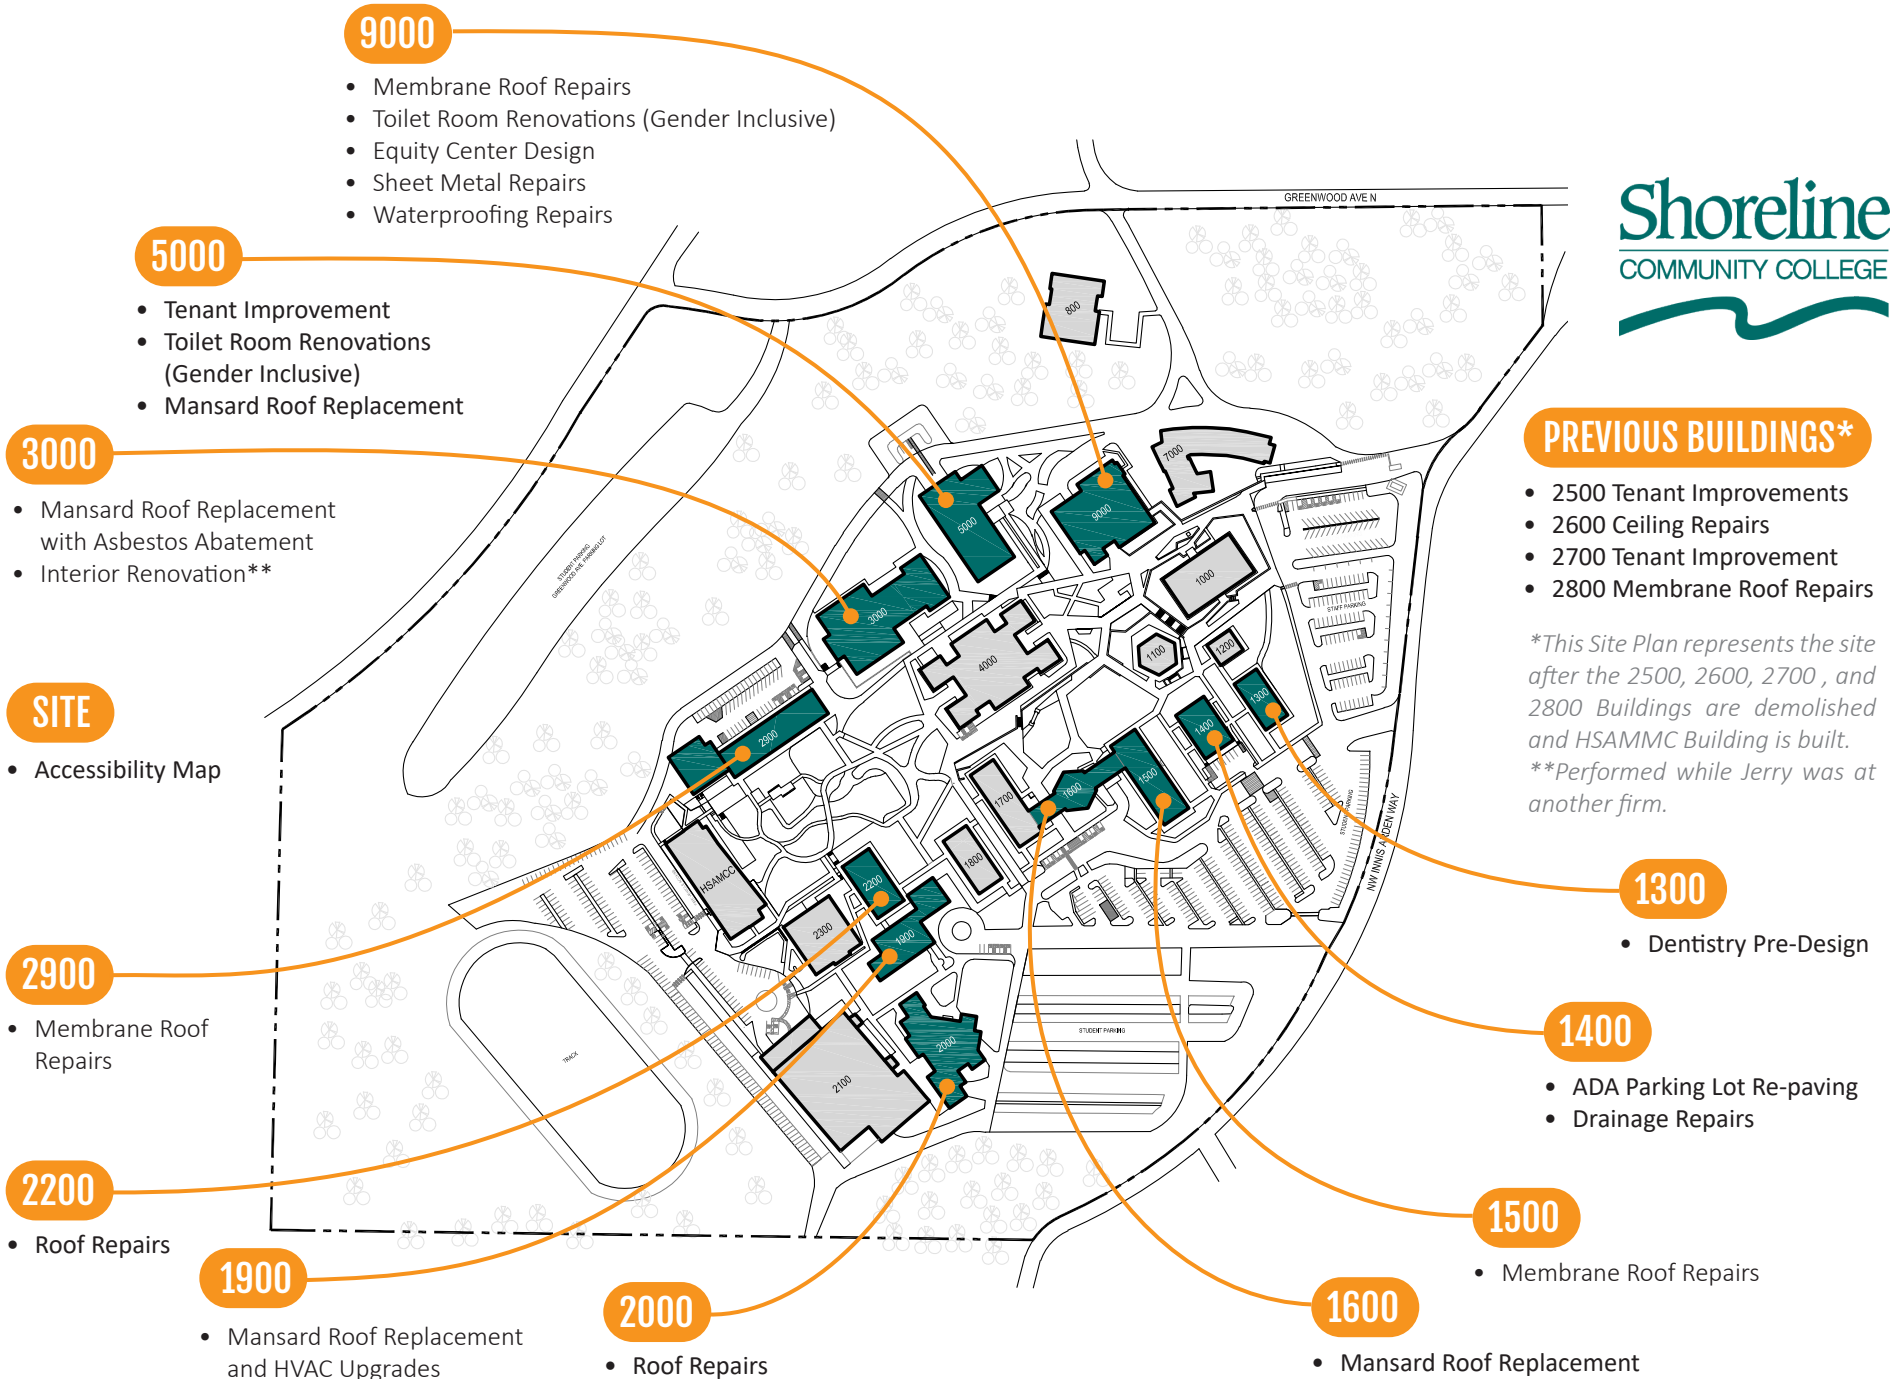 9000
• Membrane Roof Repairs
• Toilet Room Renovations (Gender Inclusive)
• Equity Center Design
• Sheet Metal Repairs
• Waterproofing Repairs
5000
• Tenant Improvement
• Toilet Room Renovations
(Gender Inclusive)
• Mansard Roof Replacement
3000
• Mansard Roof Replacement
with Asbestos Abatement
• Interior Renovation**
SITE
• Accessibility Map
2900
• Membrane Roof
Repairs
2200
• Roof Repairs
1900
• Mansard Roof Replacement
and HVAC Upgrades
2000
• Roof Repairs
1600
• Mansard Roof Replacement
1500
• Membrane Roof Repairs
1400
• ADA Parking Lot Re-paving
• Drainage Repairs
1300
• Dentistry Pre-Design
Shoreline
COMMUNITY COLLEGE
PREVIOUS BUILDINGS*
• 2500 Tenant Improvements
• 2600 Ceiling Repairs
• 2700 Tenant Improvement
• 2800 Membrane Roof Repairs
*This Site Plan represents the site
after the 2500, 2600, 2700 , and
2800 Buildings are demolished
and HSAMMC Building is built.
**Performed while Jerry was at
another firm.
GREENWOOD AVE N
800
7000
9000
5000
1000
3000
4000
1100
1200
1300
1400
1500
1600
1700
1800
2900
HSAMCC
2200
2300
1900
2000
2100
STUDENT PARKING
GREENWOOD AVE. PARKING LOT
STAFF PARKING
STUDENT PARKING
STUDENT PARKING
NW INNIS ARDEN WAY
TRACK